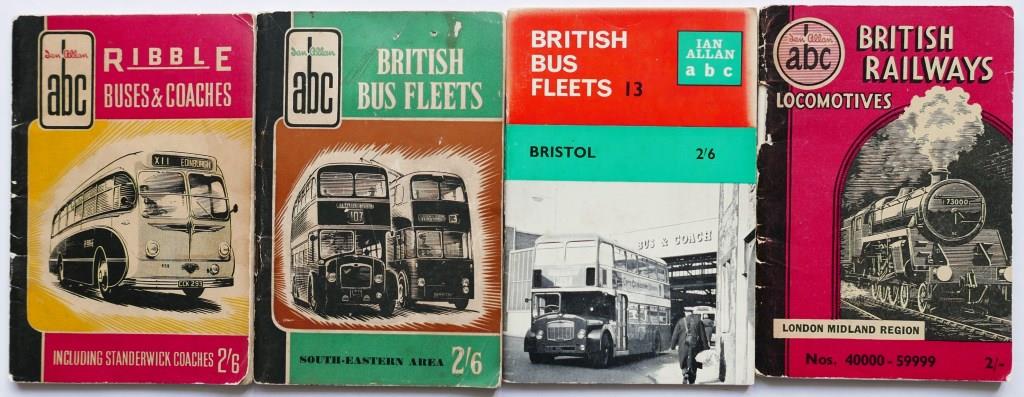 Ian Allan
abc
RIBBLE
BUSES & COACHES
X11 EDINBURGH
INCLUDING STANDERWICK COACHES 2/6
Ian Allan
abc
BRITISH
BUS FLEETS
107
SOUTH-EASTERN AREA 2/6
BRITISH
BUS
FLEETS 13
IAN
ALLAN
abc
BRISTOL 2/6
BUS & COACH
Ian Allan
abc
BRITISH
RAILWAYS
LOCOMOTIVES
73000
LONDON MIDLAND REGION
Nos. 40000-59999 2/-